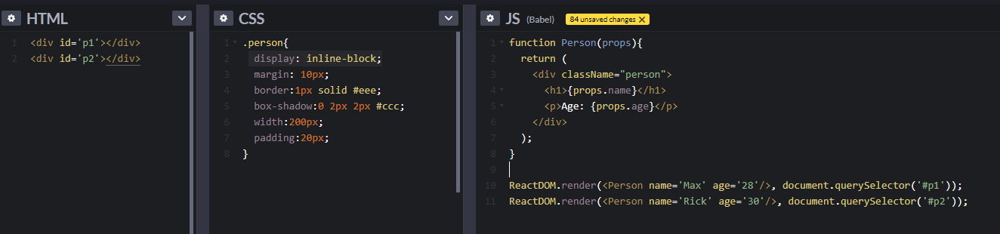 HTML
1 <div id='p1'></div>
2 <div id='p2'></div>
CSS
1 .person{
2 display: inline-block;
3 margin: 10px;
4 border:1px solid #eee;
5 box-shadow:0 2px 2px #ccc;
6 width:200px;
7 padding:20px;
8 }
JS (Babel) 84 unsaved changes X
1 function Person(props){
2 return (
3 <div className="person">
4 <h1>{props.name}</h1>
5 <p>Age: {props.age}</p>
6 </div>
7 );
8 }
9
10 ReactDOM.render(<Person name='Max' age='28'/>, document.querySelector('#p1'));
11 ReactDOM.render(<Person name='Rick' age='30'/>, document.querySelector('#p2'));